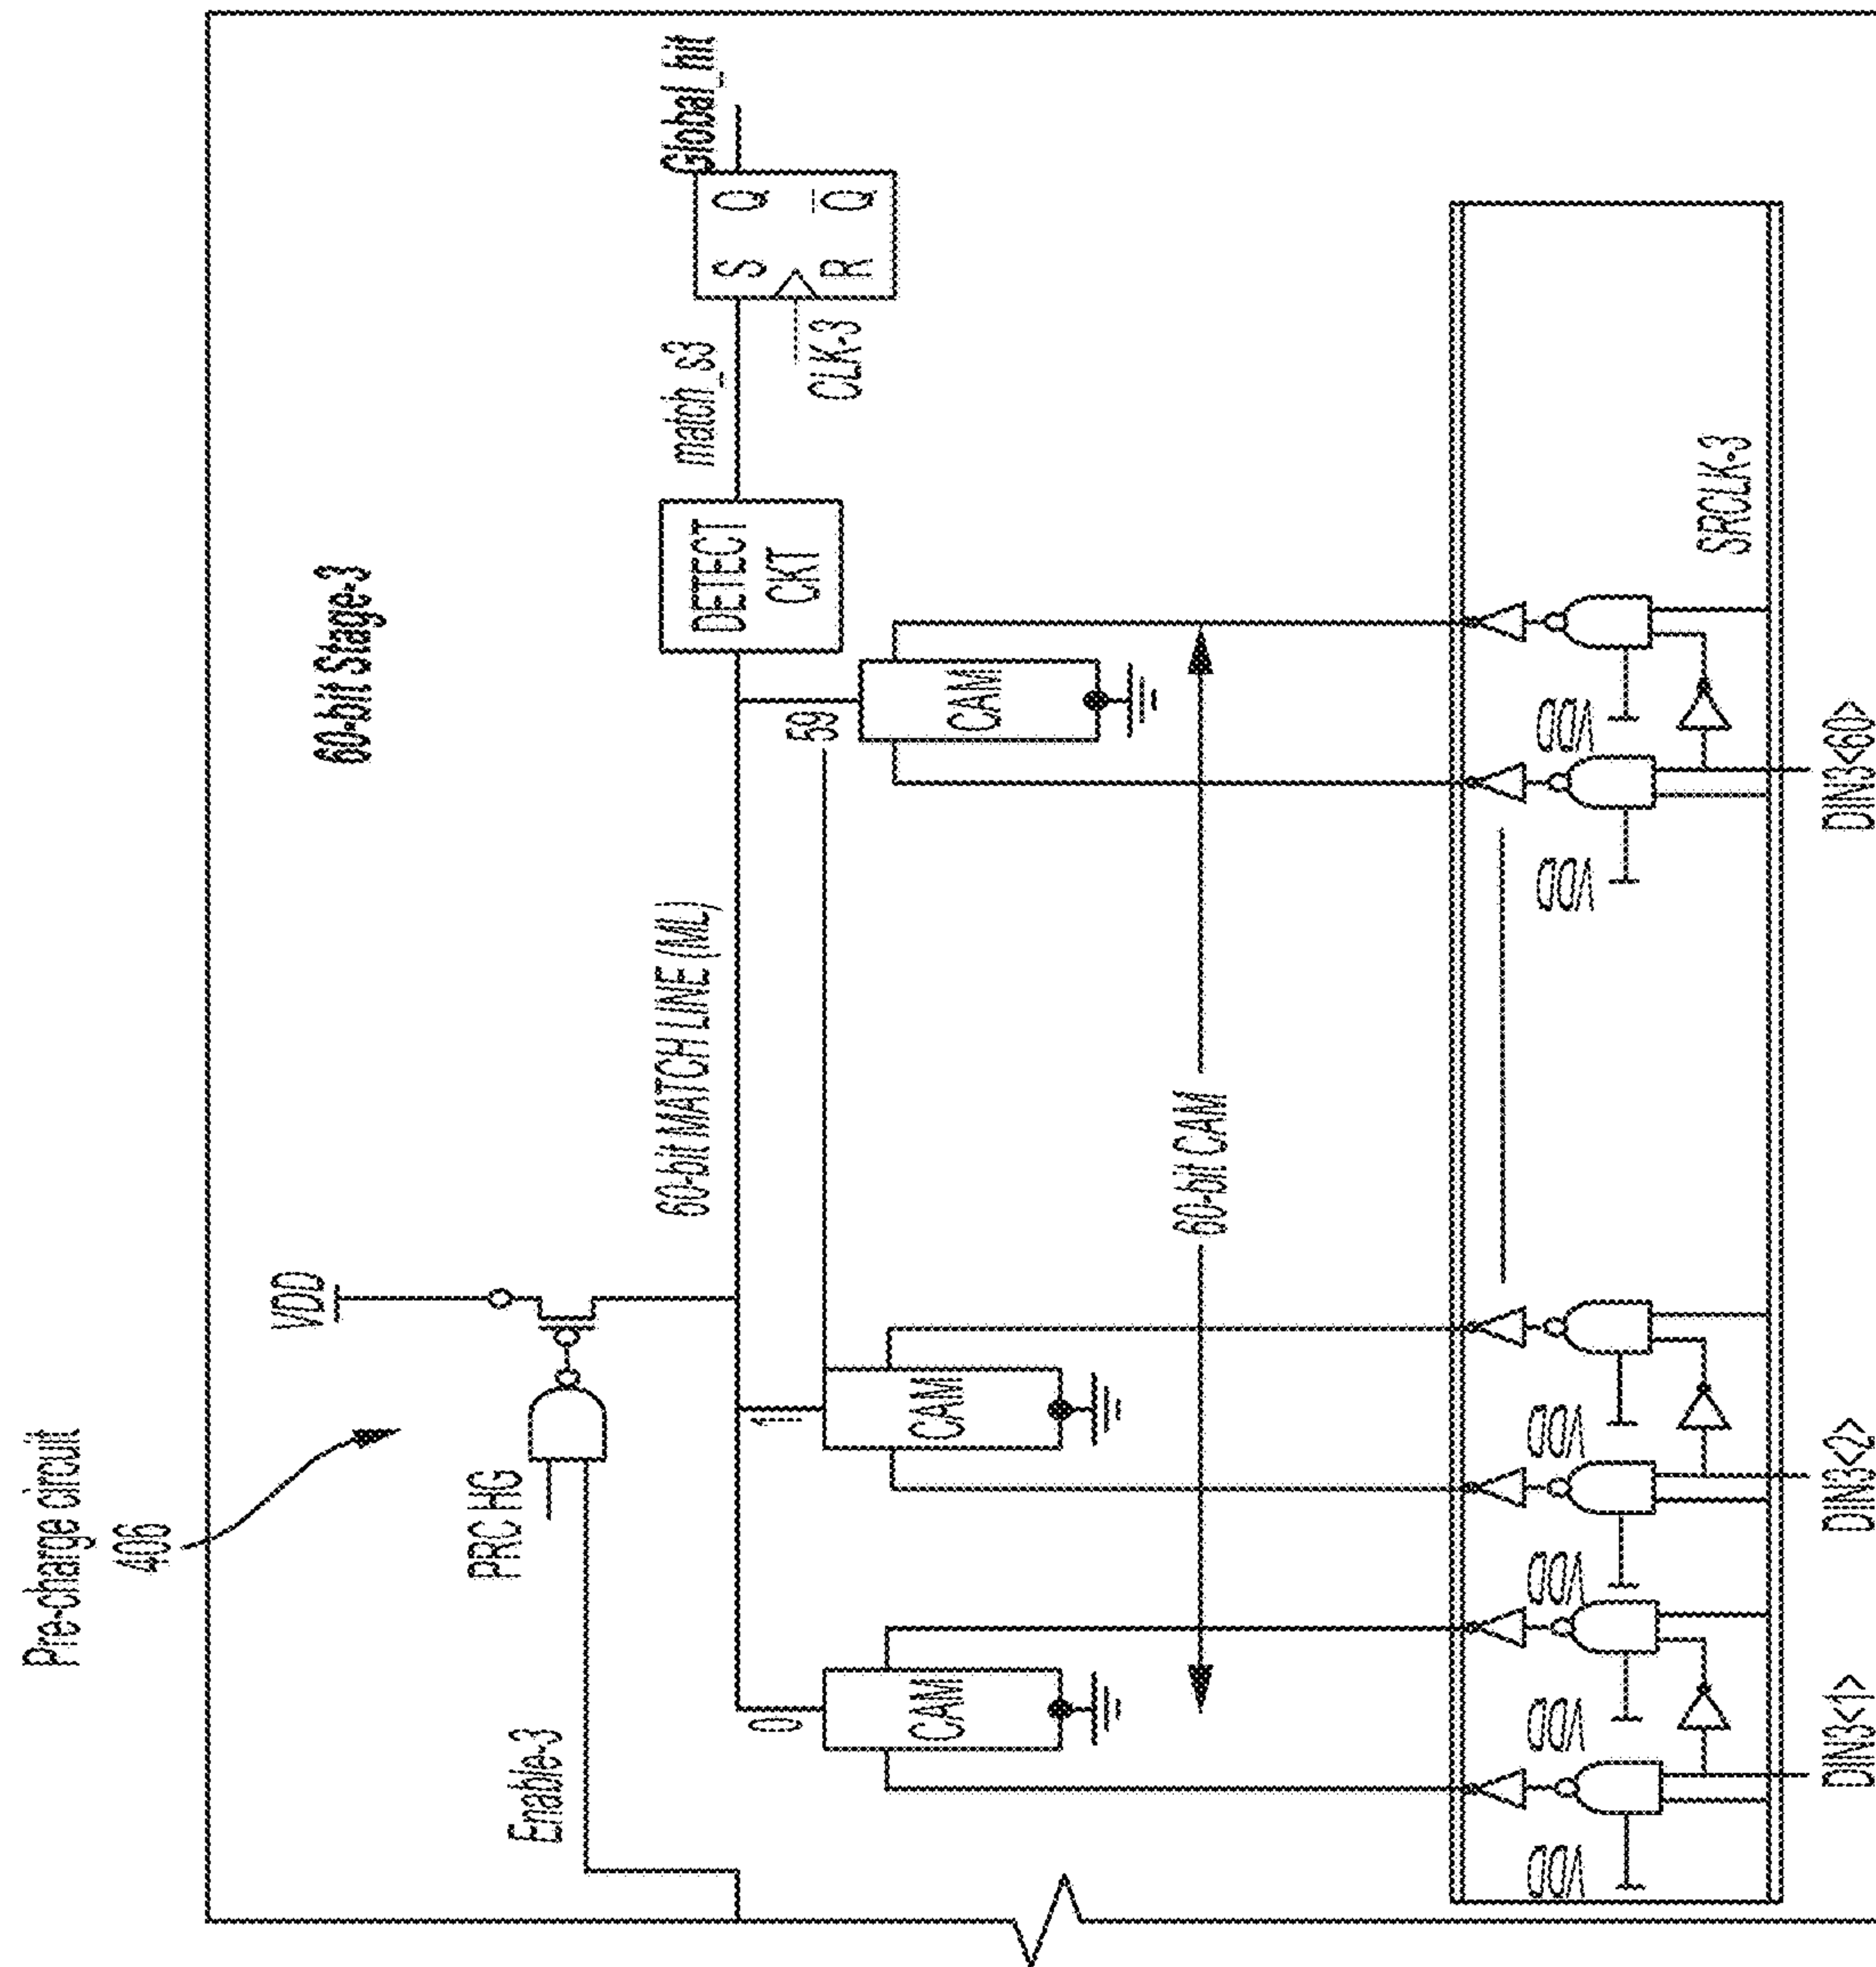 Pre-charge circuit
406
60-bit Stage-3
VDD
PRC HG
Enable-3
60-bit MATCH LINE (ML)
DETECT
CKT
match_s3
S Q
R Q
CLK-3
Global_hit
0
1
59
CAM
CAM
CAM
60-bit CAM
VDD
VDD
VDD
VDD
VDD
VDD
SRCLK-3
DIN3<1>
DIN3<2>
DIN3<60>